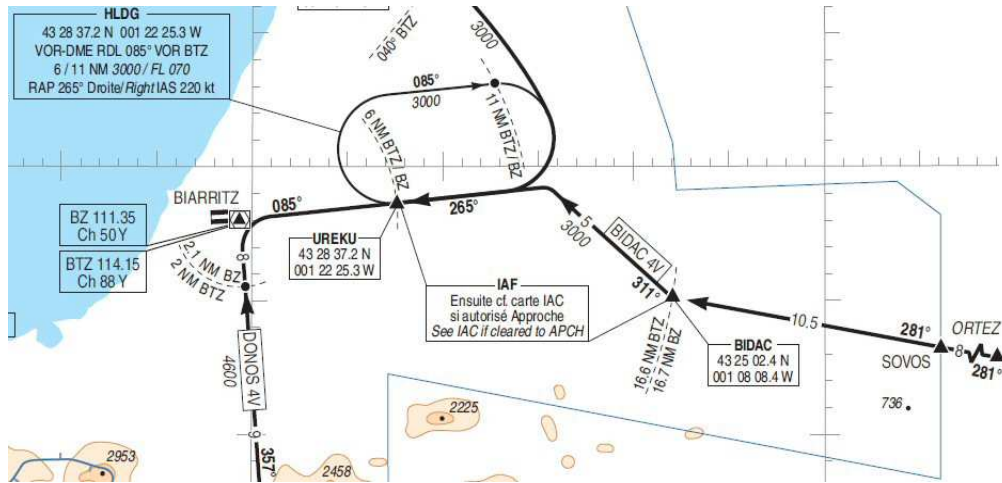 HLDG
43 28 37.2 N 001 22 25.3 W
VOR-DME RDL 085° VOR BTZ
6 / 11 NM 3000 / FL 070
RAP 265° Droite/Right IAS 220 kt
040° BTZ
3000
085°
3000
6 NM BTZ / BZ
11 NM BTZ / BZ
BIARRITZ
BZ 111.35
Ch 50 Y
BTZ 114.15
Ch 88 Y
085°
265°
UREKU
43 28 37.2 N
001 22 25.3 W
5
3000
BIDAC 4V
311°
8
2.1 NM BZ
2 NM BTZ
IAF
Ensuite cf. carte IAC
si autorisé Approche
See IAC if cleared to APCH
16.6 NM BTZ
16.7 NM BZ
BIDAC
43 25 02.4 N
001 08 08.4 W
10.5
281°
ORTEZ
SOVOS
8
281°
DONOS 4V
4600
9
357°
736
2225
2953
2458